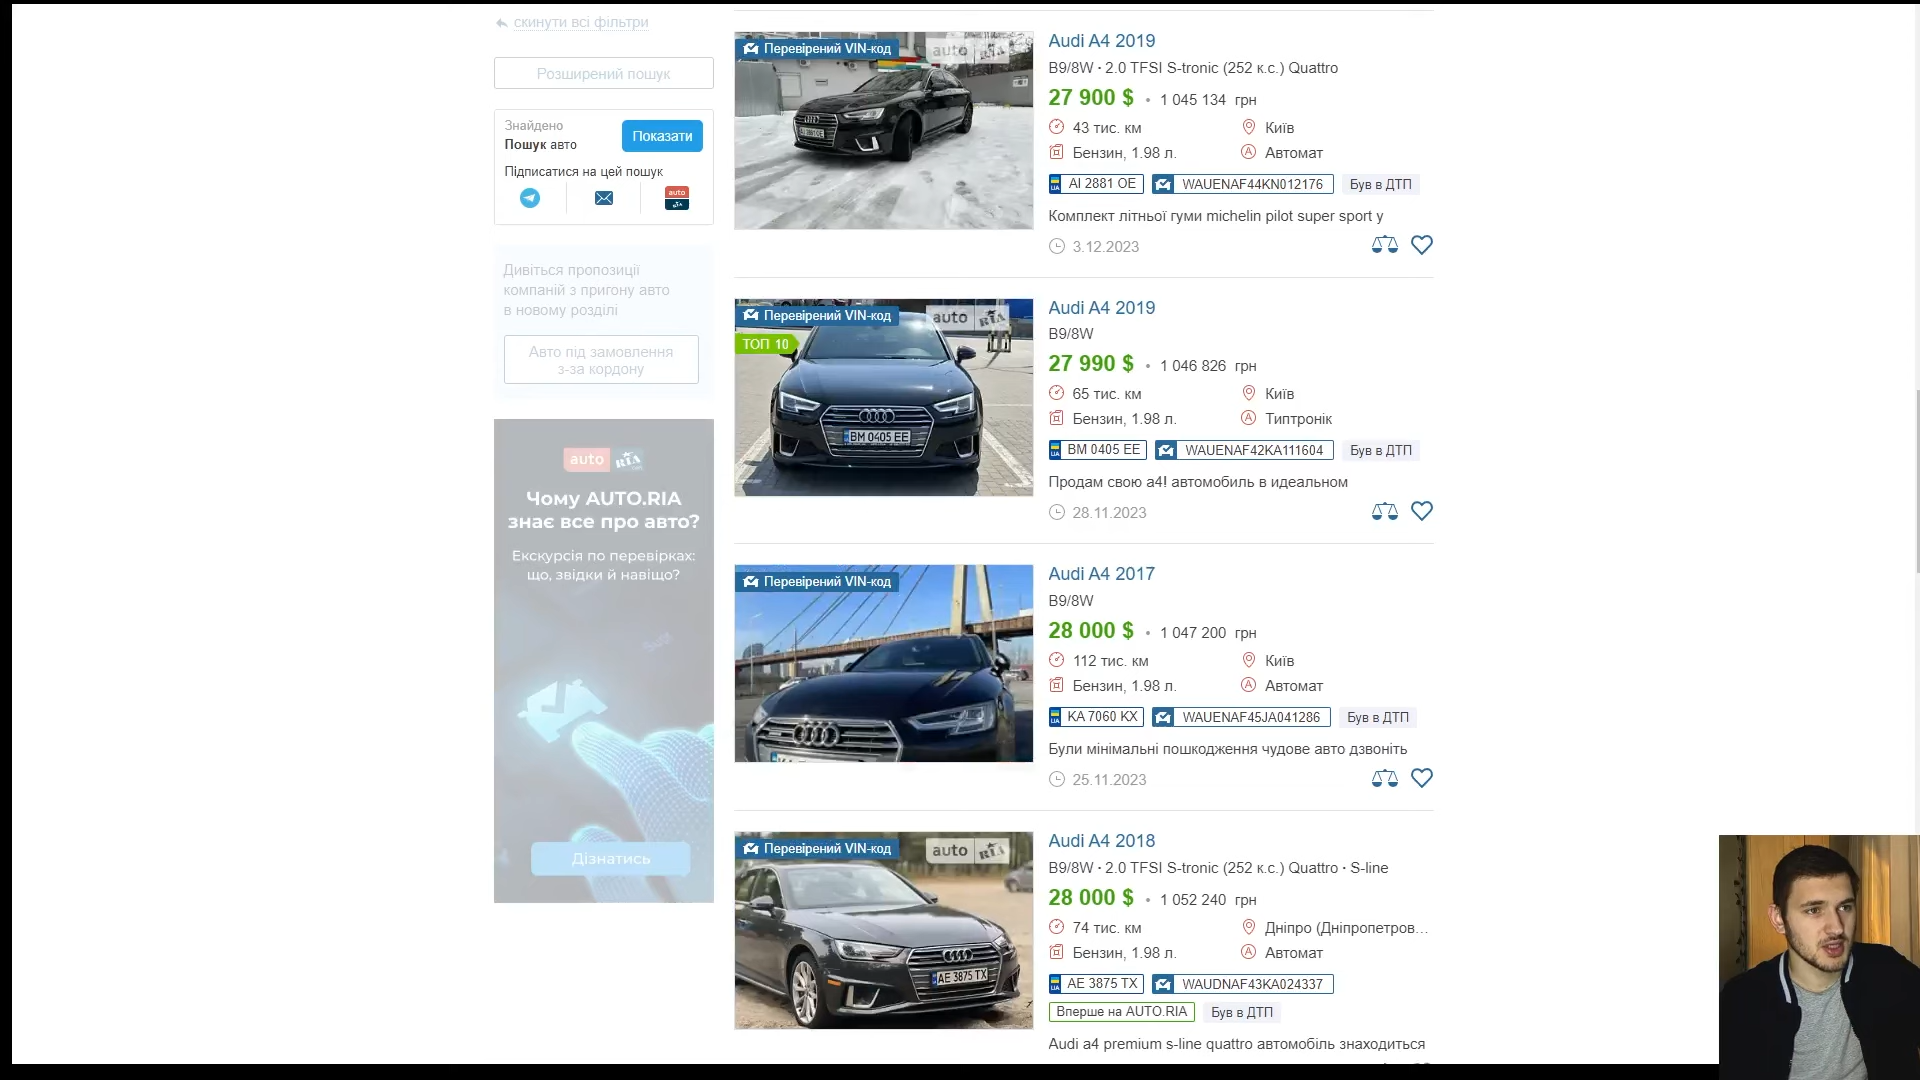 скинути всі фільтри
Розширений пошук
Знайдено
Пошук авто
Показати
Підписатися на цей пошук
auto
Дивіться пропозиції
компаній з пригону авто
в новому розділі
Авто під замовлення
з-за кордону
auto RIA
Чому AUTO.RIA
знає все про авто?
Екскурсія по перевірках:
що, звідки й навіщо?
Дізнатись
Перевірений VIN-код
auto RIA
Audi A4 2019
B9/8W · 2.0 TFSI S-tronic (252 к.с.) Quattro
27 900 $ • 1 045 134 грн
43 тис. км
Київ
Бензин, 1.98 л.
Автомат
UA AI 2881 OE
WAUENAF44KN012176
Був в ДТП
Комплект літньої гуми michelin pilot super sport у
3.12.2023
Перевірений VIN-код
auto RIA
ТОП 10
BM 0405 EE
Audi A4 2019
B9/8W
27 990 $ • 1 046 826 грн
65 тис. км
Київ
Бензин, 1.98 л.
Типтронік
UA BM 0405 EE
WAUENAF42KA111604
Був в ДТП
Продам свою а4! автомобиль в идеальном
28.11.2023
Перевірений VIN-код
Audi A4 2017
B9/8W
28 000 $ • 1 047 200 грн
112 тис. км
Київ
Бензин, 1.98 л.
Автомат
UA KA 7060 KX
WAUENAF45JA041286
Був в ДТП
Були мінімальні пошкодження чудове авто дзвоніть
25.11.2023
Перевірений VIN-код
auto RIA
AE 3875 TX
Audi A4 2018
B9/8W · 2.0 TFSI S-tronic (252 к.с.) Quattro · S-line
28 000 $ • 1 052 240 грн
74 тис. км
Дніпро (Дніпропетров...
Бензин, 1.98 л.
Автомат
UA AE 3875 TX
WAUDNAF43KA024337
Вперше на AUTO.RIA
Був в ДТП
Audi a4 premium s-line quattro автомобіль знаходиться